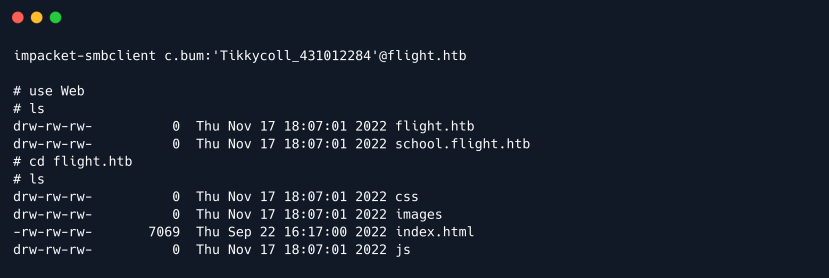 impacket-smbclient c.bum:'Tikkycoll_431012284'@flight.htb
# use Web
# ls
drw-rw-rw-          0  Thu Nov 17 18:07:01 2022 flight.htb
drw-rw-rw-          0  Thu Nov 17 18:07:01 2022 school.flight.htb
# cd flight.htb
# ls
drw-rw-rw-          0  Thu Nov 17 18:07:01 2022 css
drw-rw-rw-          0  Thu Nov 17 18:07:01 2022 images
-rw-rw-rw-       7069  Thu Sep 22 16:17:00 2022 index.html
drw-rw-rw-          0  Thu Nov 17 18:07:01 2022 js